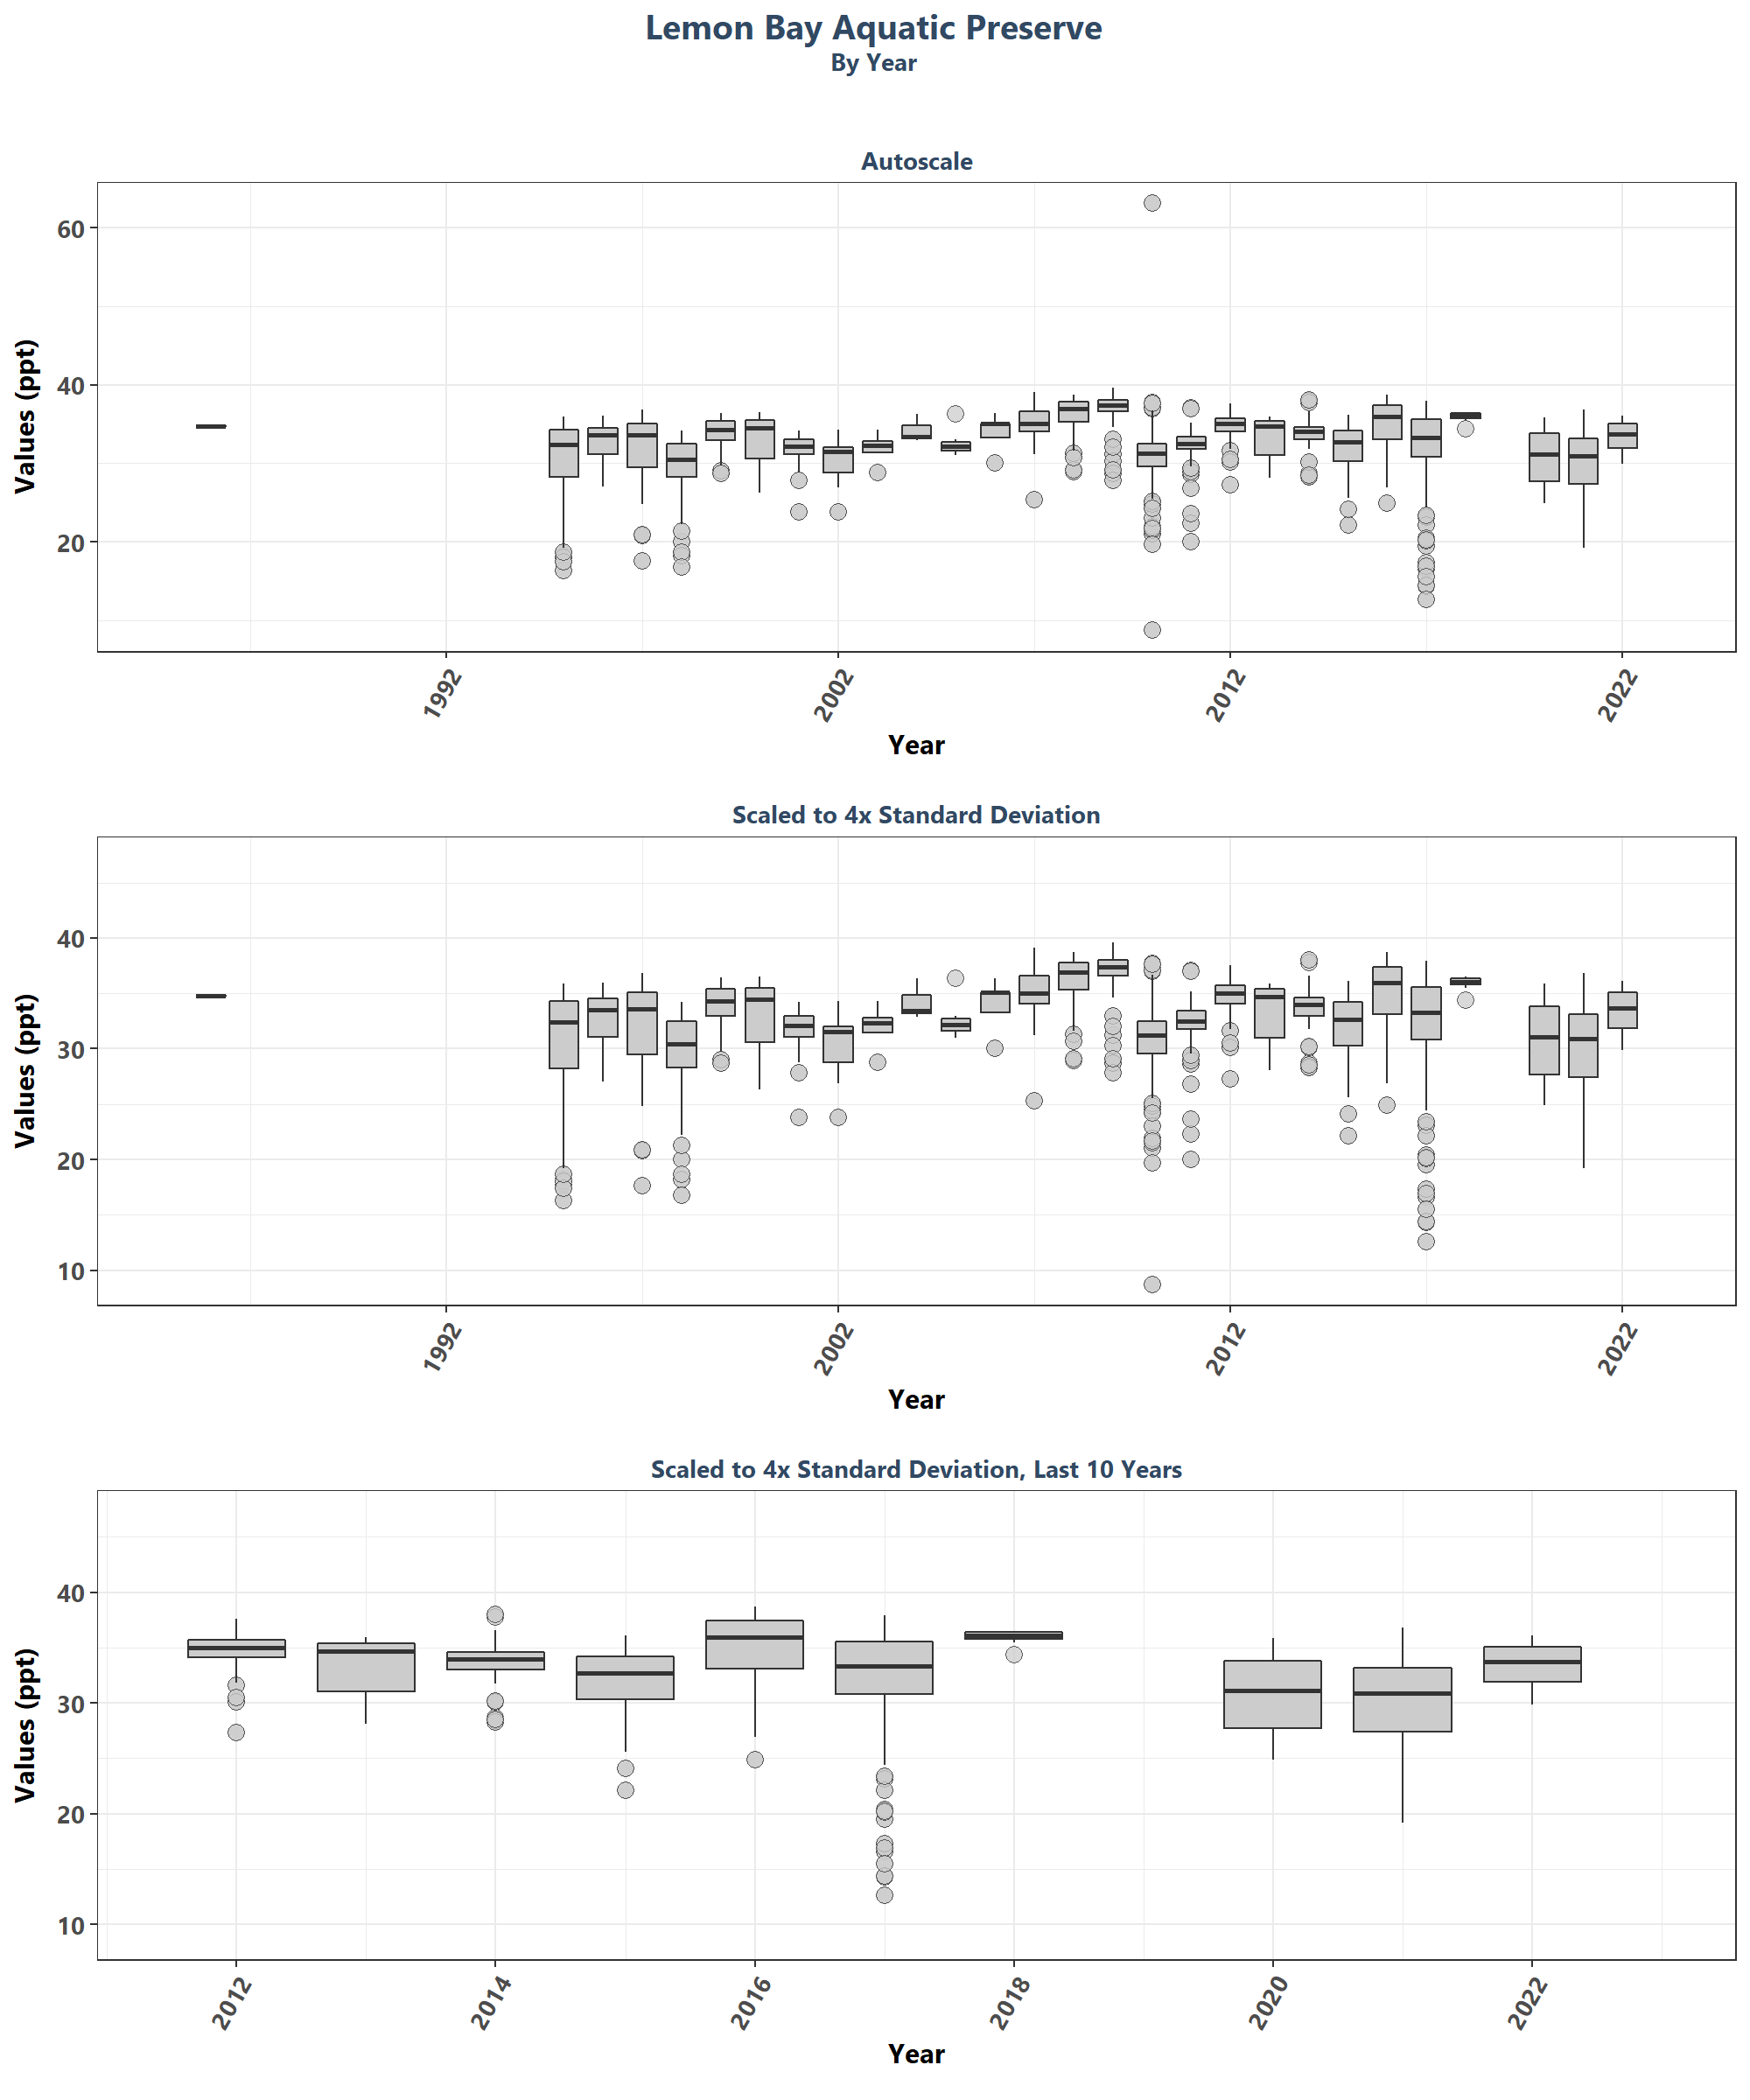 Lemon Bay Aquatic Preserve
By Year
Autoscale
Values (ppt)
60
40
20
1992
2002
2012
2022
Year
Scaled to 4x Standard Deviation
Values (ppt)
40
30
20
10
1992
2002
2012
2022
Year
Scaled to 4x Standard Deviation, Last 10 Years
Values (ppt)
40
30
20
10
2012
2014
2016
2018
2020
2022
Year